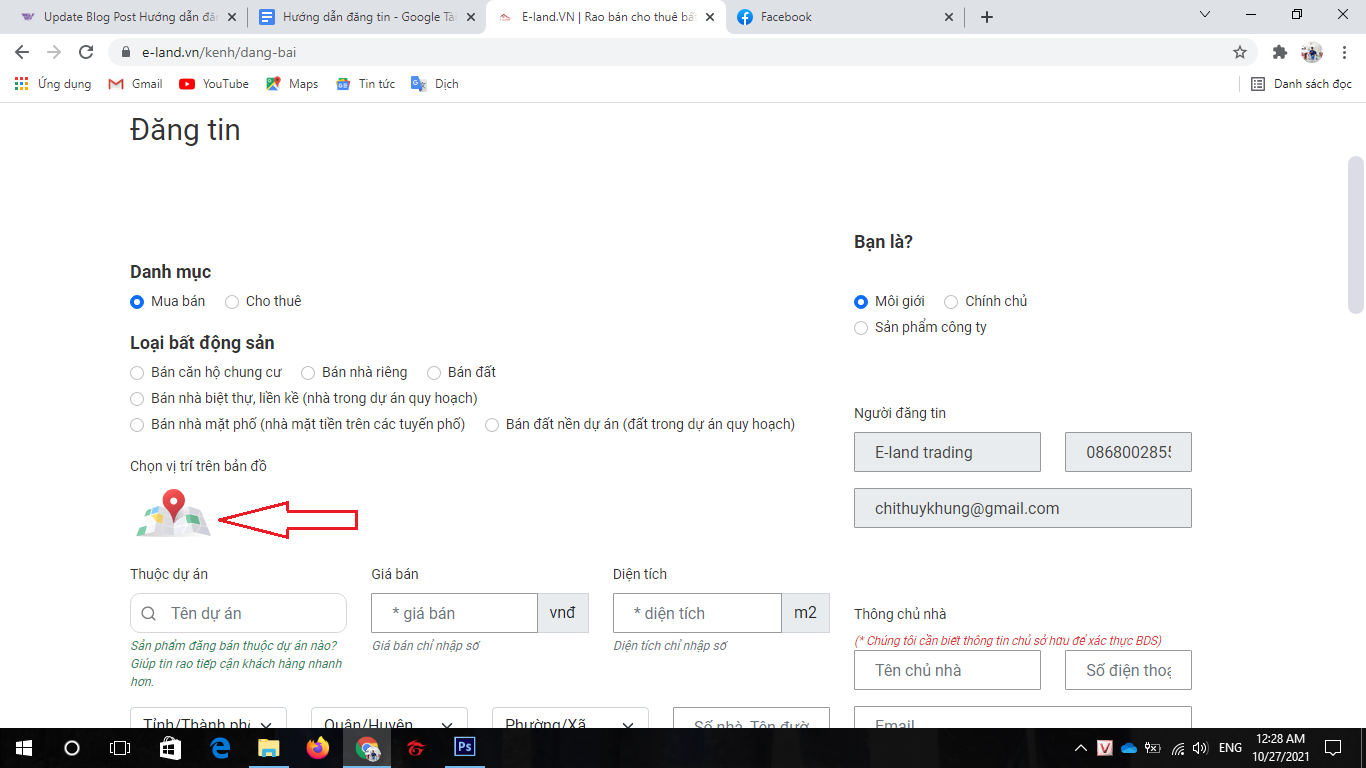 Update Blog Post Hướng dẫn đăn
Hướng dẫn đăng tin - Google Tài
E-land.VN | Rao bán cho thuê bất
Facebook
e-land.vn/kenh/dang-bai
Ứng dụng
Gmail
YouTube
Maps
Tin tức
Dịch
Danh sách đọc
Đăng tin
Bạn là?
Danh mục
Mua bán
Cho thuê
Môi giới
Chính chủ
Sản phẩm công ty
Loại bất động sản
Bán căn hộ chung cư
Bán nhà riêng
Bán đất
Bán nhà biệt thự, liền kề (nhà trong dự án quy hoạch)
Bán nhà mặt phố (nhà mặt tiền trên các tuyến phố)
Bán đất nền dự án (đất trong dự án quy hoạch)
Người đăng tin
E-land trading
0868002855
chithuykhung@gmail.com
Chọn vị trí trên bản đồ
Thuộc dự án
Giá bán
Diện tích
Tên dự án
* giá bán
vnđ
* diện tích
m2
Sản phẩm đăng bán thuộc dự án nào?
Giúp tin rao tiếp cận khách hàng nhanh
hơn.
Giá bán chỉ nhập số
Diện tích chỉ nhập số
Thông chủ nhà
(* Chúng tôi cần biết thông tin chủ sở hữu để xác thực BDS)
Tên chủ nhà
Số điện thoạ
Tỉnh/Thành phố
Quận/Huyện
Phường/Xã
Số nhà, Tên đườ
Email
Ps
V
ENG
12:28 AM
10/27/2021